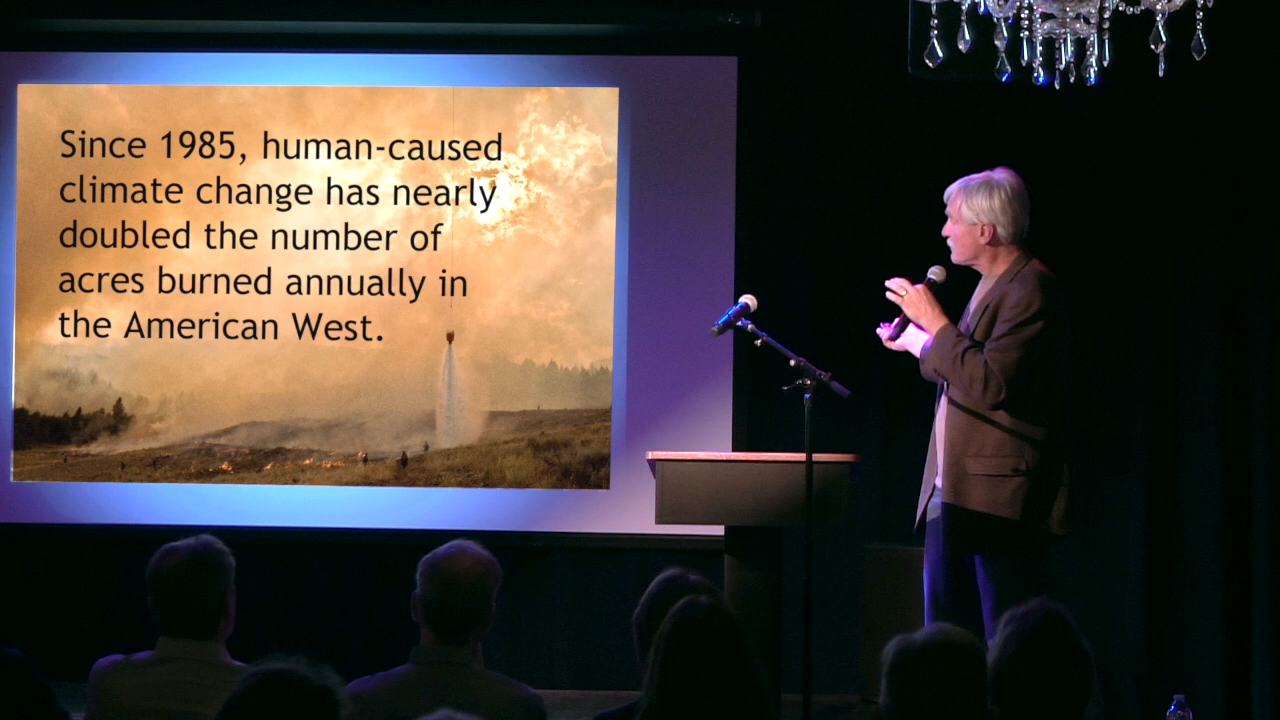 Since 1985, human-caused
climate change has nearly
doubled the number of
acres burned annually in
the American West.